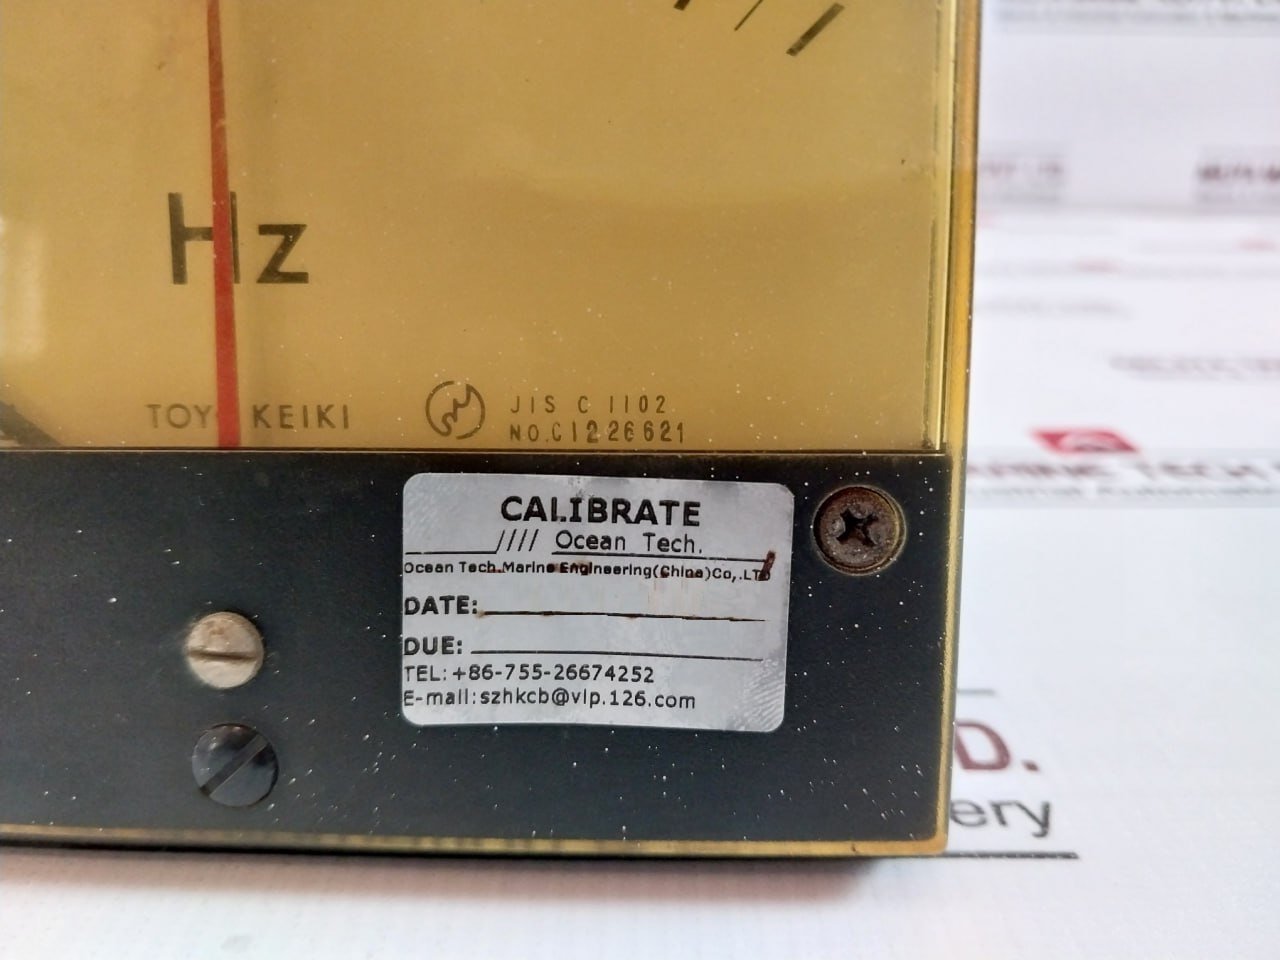 Hz
TOYO KEIKI
JIS C 1102
NO.C1226621
CALIBRATE
//// Ocean Tech.
Ocean Tech.Marine Engineering(China)Co,.LTD
DATE:
DUE:
TEL: +86-755-26674252
E-mail:szhkcb@vip.126.com
D.
ery